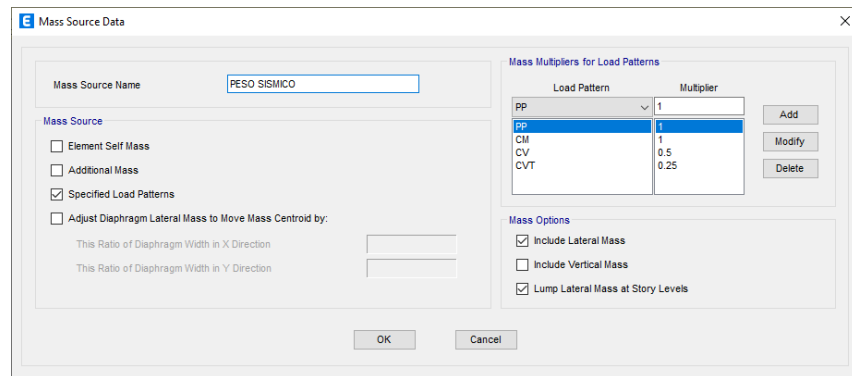 E Mass Source Data
Mass Source Name PESO SISMICO
Mass Source
Element Self Mass
Additional Mass
Specified Load Patterns
Adjust Diaphragm Lateral Mass to Move Mass Centroid by:
This Ratio of Diaphragm Width in X Direction
This Ratio of Diaphragm Width in Y Direction
Mass Multipliers for Load Patterns
Load Pattern Multiplier
PP 1
PP 1
CM 1
CV 0.5
CVT 0.25
Add
Modify
Delete
Mass Options
Include Lateral Mass
Include Vertical Mass
Lump Lateral Mass at Story Levels
OK Cancel